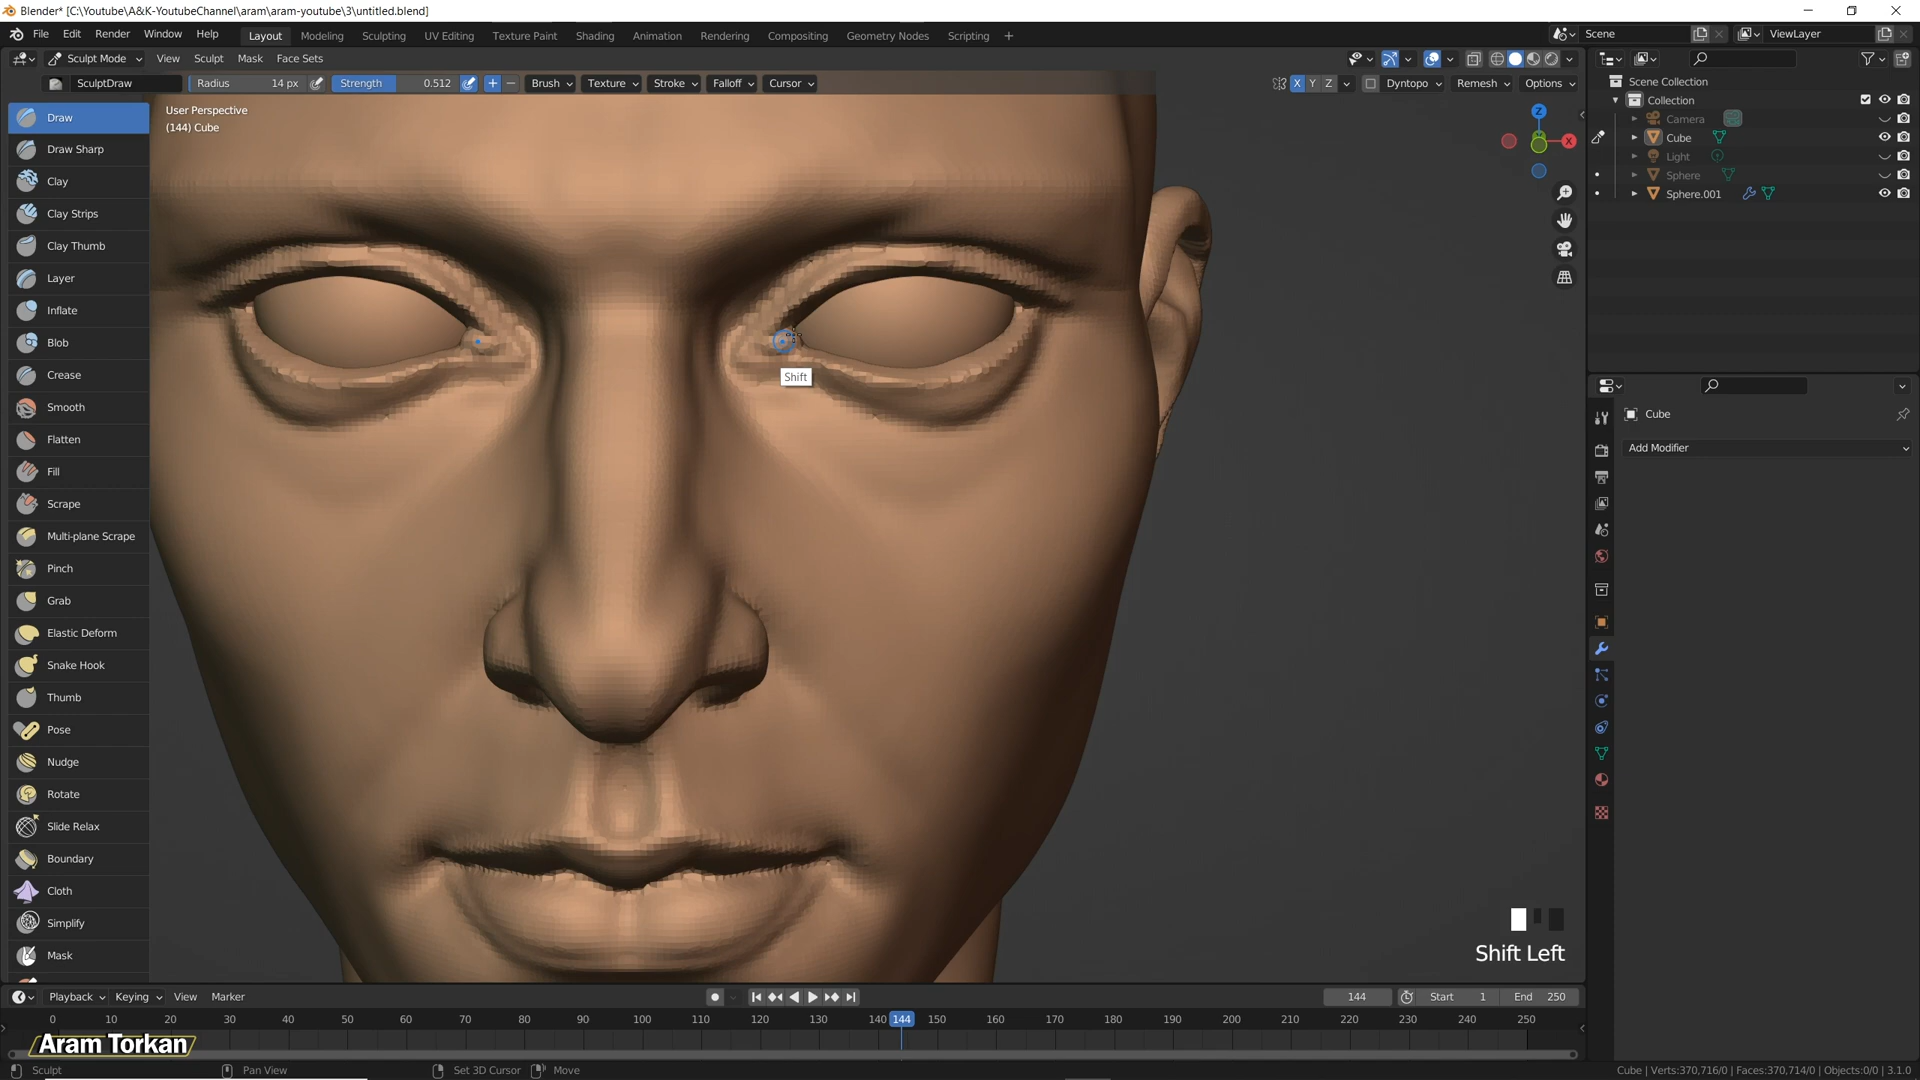 Blender* [C:\Youtube\A&K-YoutubeChannel\aram\aram-youtube\3\untitled.blend]
File Edit Render Window Help Layout Modeling Sculpting UV Editing Texture Paint Shading Animation Rendering Compositing Geometry Nodes Scripting + Scene ViewLayer
Sculpt Mode View Sculpt Mask Face Sets
SculptDraw Radius 14 px Strength 0.512 Brush Texture Stroke Falloff Cursor X Y Z Dyntopo Remesh Options
User Perspective
(144) Cube
Z
X
Draw
Draw Sharp
Clay
Clay Strips
Clay Thumb
Layer
Inflate
Blob
Crease
Smooth
Flatten
Fill
Scrape
Multi-plane Scrape
Pinch
Grab
Elastic Deform
Snake Hook
Thumb
Pose
Nudge
Rotate
Slide Relax
Boundary
Cloth
Simplify
Mask
Shift
Shift Left
Scene Collection
Collection
Camera
Cube
Light
Sphere
Sphere.001
Cube
Add Modifier
Playback Keying View Marker 144 Start 1 End 250
0 10 20 30 40 50 60 70 80 90 100 110 120 130 140 144 150 160 170 180 190 200 210 220 230 240 250
Aram Torkan
Sculpt Pan View Set 3D Cursor Move Cube | Verts:370,716/0 | Faces:370,714/0 | Objects:0/0 | 3.1.0